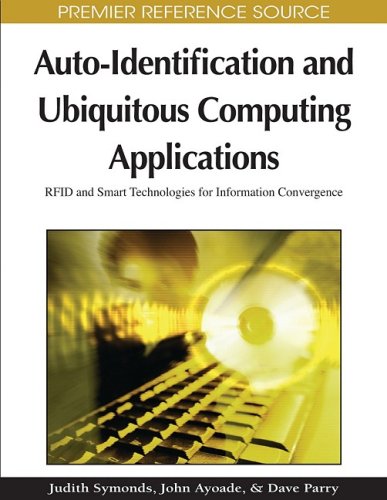 PREMIER REFERENCE SOURCE
Auto-Identification and
Ubiquitous Computing
Applications
RFID and Smart Technologies for Information Convergence
Judith Symonds, John Ayoade, & Dave Parry